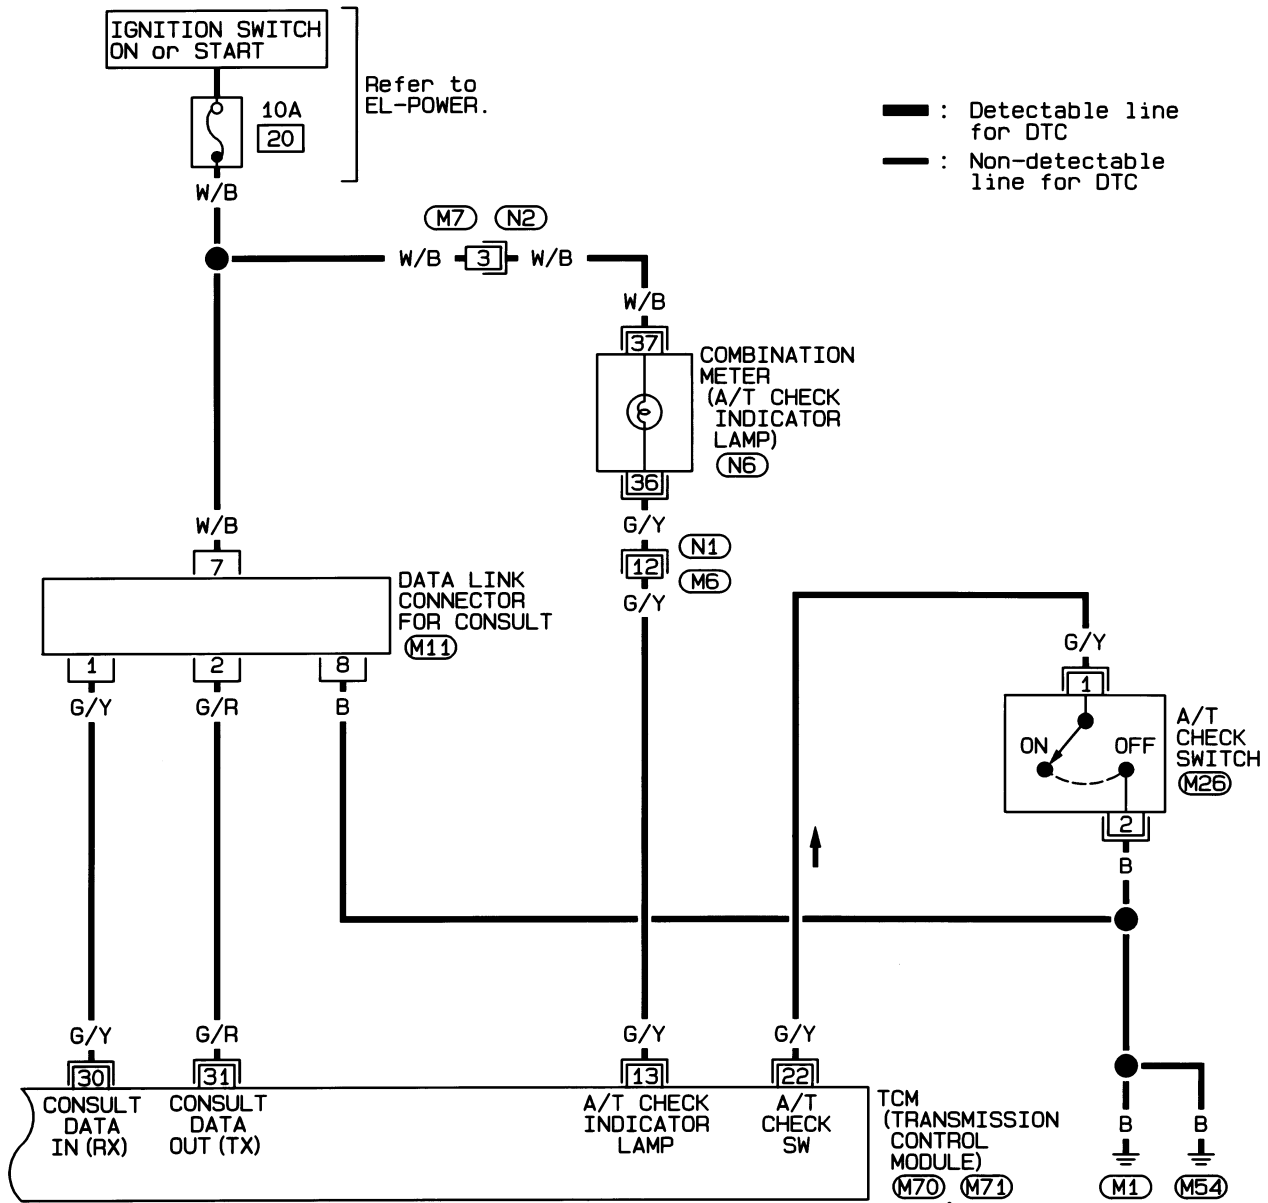 IGNITION SWITCH
ON or START
Refer to
EL-POWER.
10A
20
W/B
: Detectable line
for DTC
: Non-detectable
line for DTC
M7 N2
W/B 3 W/B
W/B
37
COMBINATION
METER
(A/T CHECK
INDICATOR
LAMP)
N6
36
G/Y
N1
12
M6
G/Y
W/B
7
DATA LINK
CONNECTOR
FOR CONSULT
M11
1 2 8
G/Y G/R B
G/Y
1
ON OFF
A/T
CHECK
SWITCH
M26
2
B
G/Y G/R G/Y G/Y
30 31 13 22
CONSULT
DATA
IN (RX)
CONSULT
DATA
OUT (TX)
A/T CHECK
INDICATOR
LAMP
A/T
CHECK
SW
TCM
(TRANSMISSION
CONTROL
MODULE)
M70 M71
B B
M1 M54